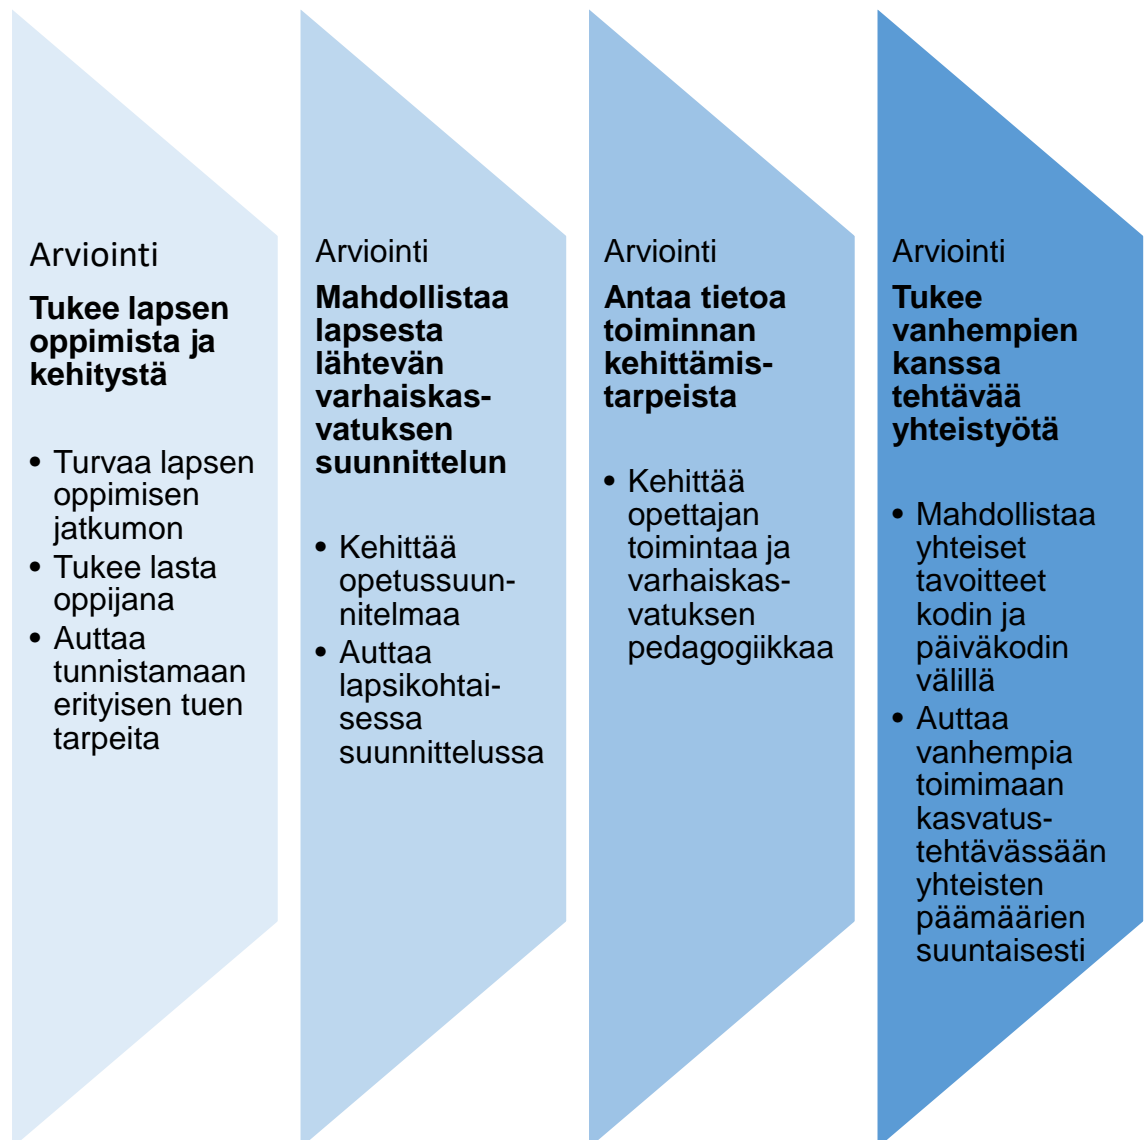 Arviointi
Tukee lapsen
oppimista ja
kehitystä
• Turvaa lapsen
oppimisen
jatkumon
• Tukee lasta
oppijana
• Auttaa
tunnistamaan
erityisen tuen
tarpeita
Arviointi
Mahdollistaa
lapsesta
lähtevän
varhaiskas-
vatuksen
suunnittelun
• Kehittää
opetussuun-
nitelmaa
• Auttaa
lapsikohtai-
sessa
suunnittelussa
Arviointi
Antaa tietoa
toiminnan
kehittämis-
tarpeista
• Kehittää
opettajan
toimintaa ja
varhaiskas-
vatuksen
pedagogiikkaa
Arviointi
Tukee
vanhempien
kanssa
tehtävää
yhteistyötä
• Mahdollistaa
yhteiset
tavoitteet
kodin ja
päiväkodin
välillä
• Auttaa
vanhempia
toimimaan
kasvatus-
tehtävässään
yhteisten
päämäärien
suuntaisesti